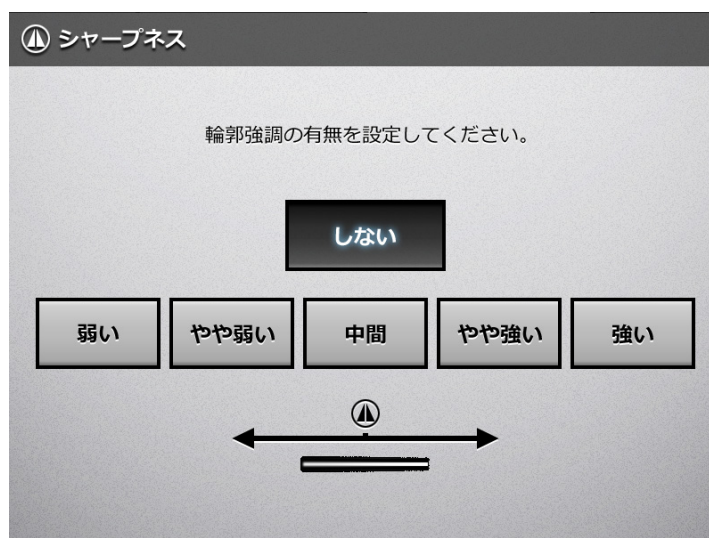 シャープネス
輪郭強調の有無を設定してください。
しない
弱い
やや弱い
中間
やや強い
強い